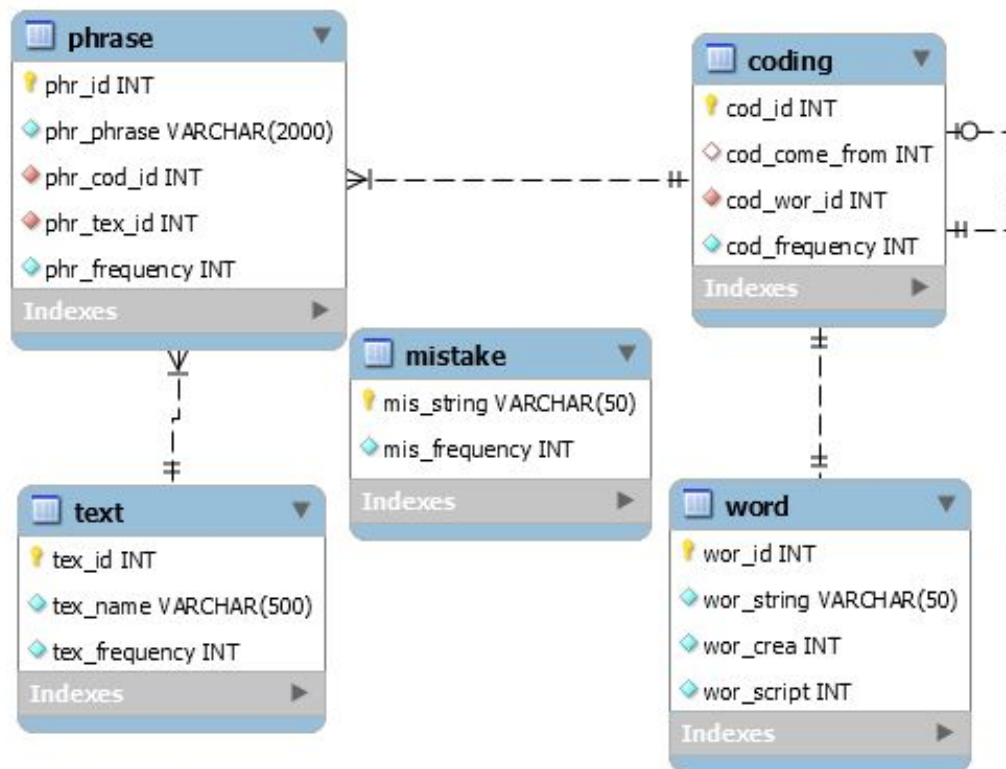 phrase
phr_id INT
phr_phrase VARCHAR(2000)
phr_cod_id INT
phr_tex_id INT
phr_frequency INT
Indexes
coding
cod_id INT
cod_come_from INT
cod_wor_id INT
cod_frequency INT
Indexes
mistake
mis_string VARCHAR(50)
mis_frequency INT
Indexes
text
tex_id INT
tex_name VARCHAR(500)
tex_frequency INT
Indexes
word
wor_id INT
wor_string VARCHAR(50)
wor_crea INT
wor_script INT
Indexes